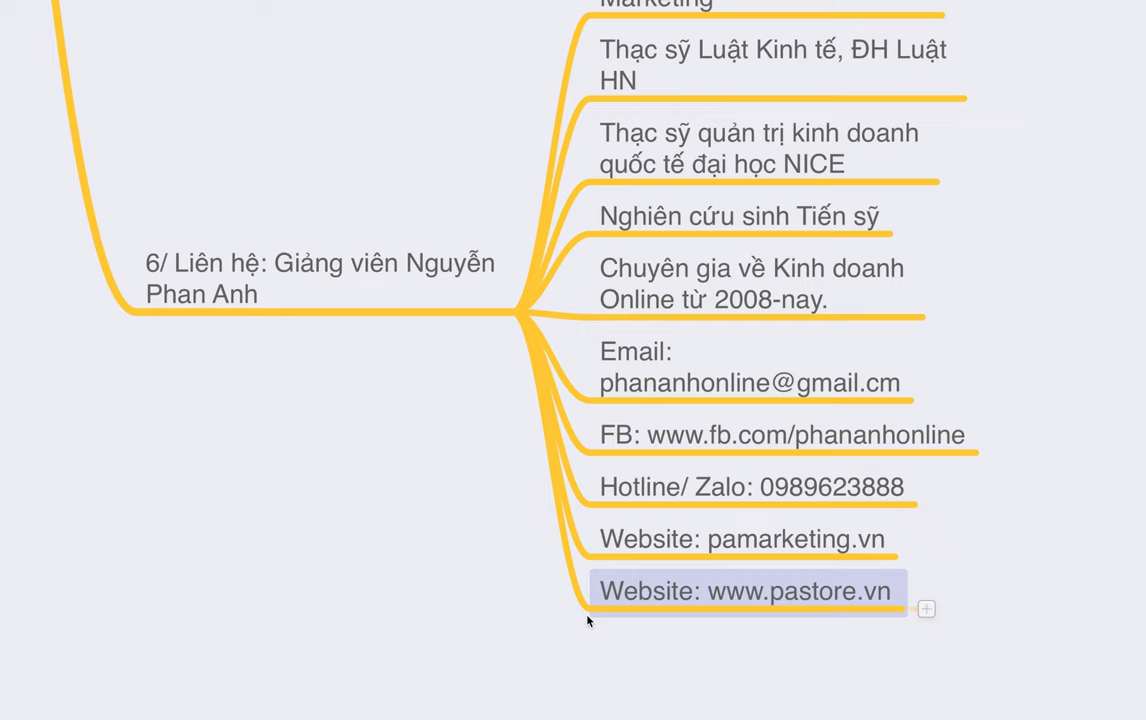 Marketing
Thạc sỹ Luật Kinh tế, ĐH Luật
HN
Thạc sỹ quản trị kinh doanh
quốc tế đại học NICE
Nghiên cứu sinh Tiến sỹ
6/ Liên hệ: Giảng viên Nguyễn
Phan Anh
Chuyên gia về Kinh doanh
Online từ 2008-nay.
Email:
phananhonline@gmail.cm
FB: www.fb.com/phananhonline
Hotline/ Zalo: 0989623888
Website: pamarketing.vn
Website: www.pastore.vn